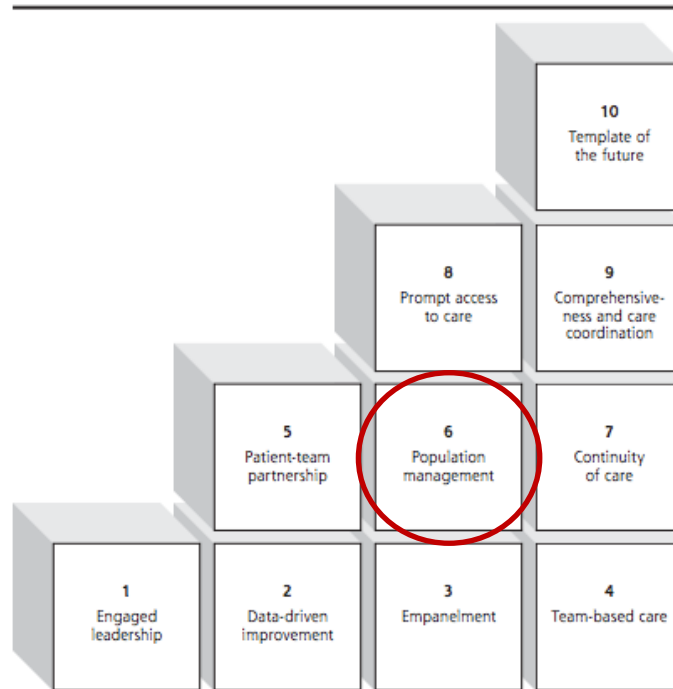 10
Template of
the future
8
Prompt access
to care
9
Comprehensive-
ness and care
coordination
5
Patient-team
partnership
6
Population
management
7
Continuity
of care
1
Engaged
leadership
2
Data-driven
improvement
3
Empanelment
4
Team-based care